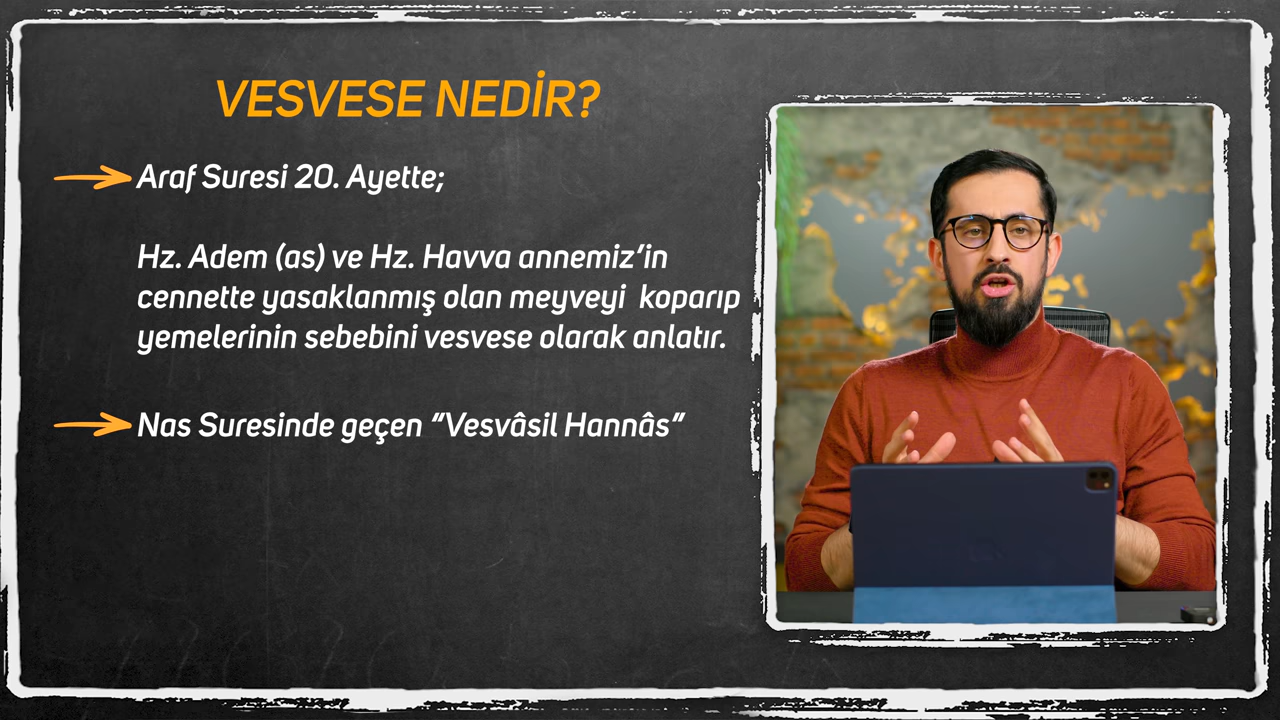 VESVESE NEDİR?
Araf Suresi 20. Ayette;
Hz. Adem (as) ve Hz. Havva annemiz’in
cennette yasaklanmış olan meyveyi koparıp
yemelerinin sebebini vesvese olarak anlatır.
Nas Suresinde geçen “Vesvâsil Hannâs”